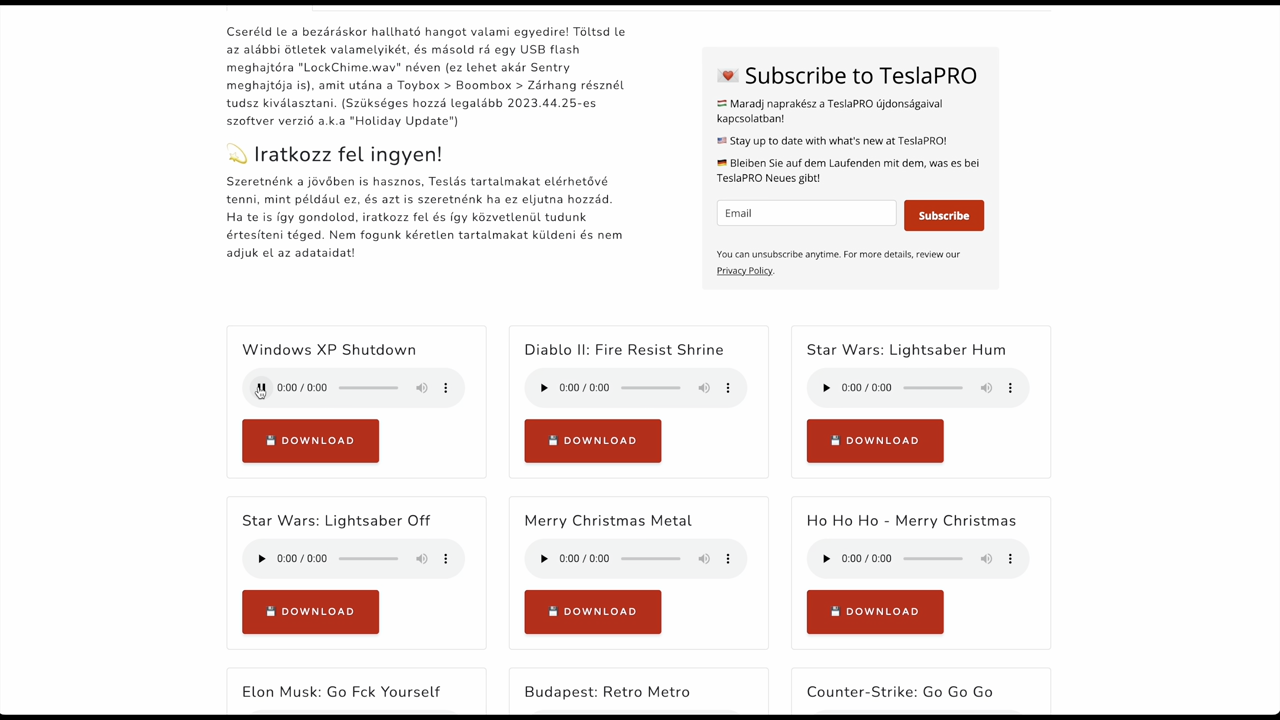 Cseréld le a bezáráskor hallható hangot valami egyedire! Töltsd le
az alábbi ötletek valamelyikét, és másold rá egy USB flash
meghajtóra "LockChime.wav" néven (ez lehet akár Sentry
meghajtója is), amit utána a Toybox > Boombox > Zárhang résznél
tudsz kiválasztani. (Szükséges hozzá legalább 2023.44.25-es
szoftver verzió a.k.a "Holiday Update")
💫 Iratkozz fel ingyen!
Szeretnénk a jövőben is hasznos, Teslás tartalmakat elérhetővé
tenni, mint például ez, és azt is szeretnénk ha ez eljutna hozzád.
Ha te is így gondolod, iratkozz fel és így közvetlenül tudunk
értesíteni téged. Nem fogunk kéretlen tartalmakat küldeni és nem
adjuk el az adataidat!
💌 Subscribe to TeslaPRO
🇭🇺 Maradj naprakész a TeslaPRO újdonságaival
kapcsolatban!
🇺🇸 Stay up to date with what's new at TeslaPRO!
🇩🇪 Bleiben Sie auf dem Laufenden mit dem, was es bei
TeslaPRO Neues gibt!
Email
Subscribe
You can unsubscribe anytime. For more details, review our
Privacy Policy.
Windows XP Shutdown
0:00 / 0:00
💾 DOWNLOAD
Diablo II: Fire Resist Shrine
0:00 / 0:00
💾 DOWNLOAD
Star Wars: Lightsaber Hum
0:00 / 0:00
💾 DOWNLOAD
Star Wars: Lightsaber Off
0:00 / 0:00
💾 DOWNLOAD
Merry Christmas Metal
0:00 / 0:00
💾 DOWNLOAD
Ho Ho Ho - Merry Christmas
0:00 / 0:00
💾 DOWNLOAD
Elon Musk: Go Fck Yourself
Budapest: Retro Metro
Counter-Strike: Go Go Go